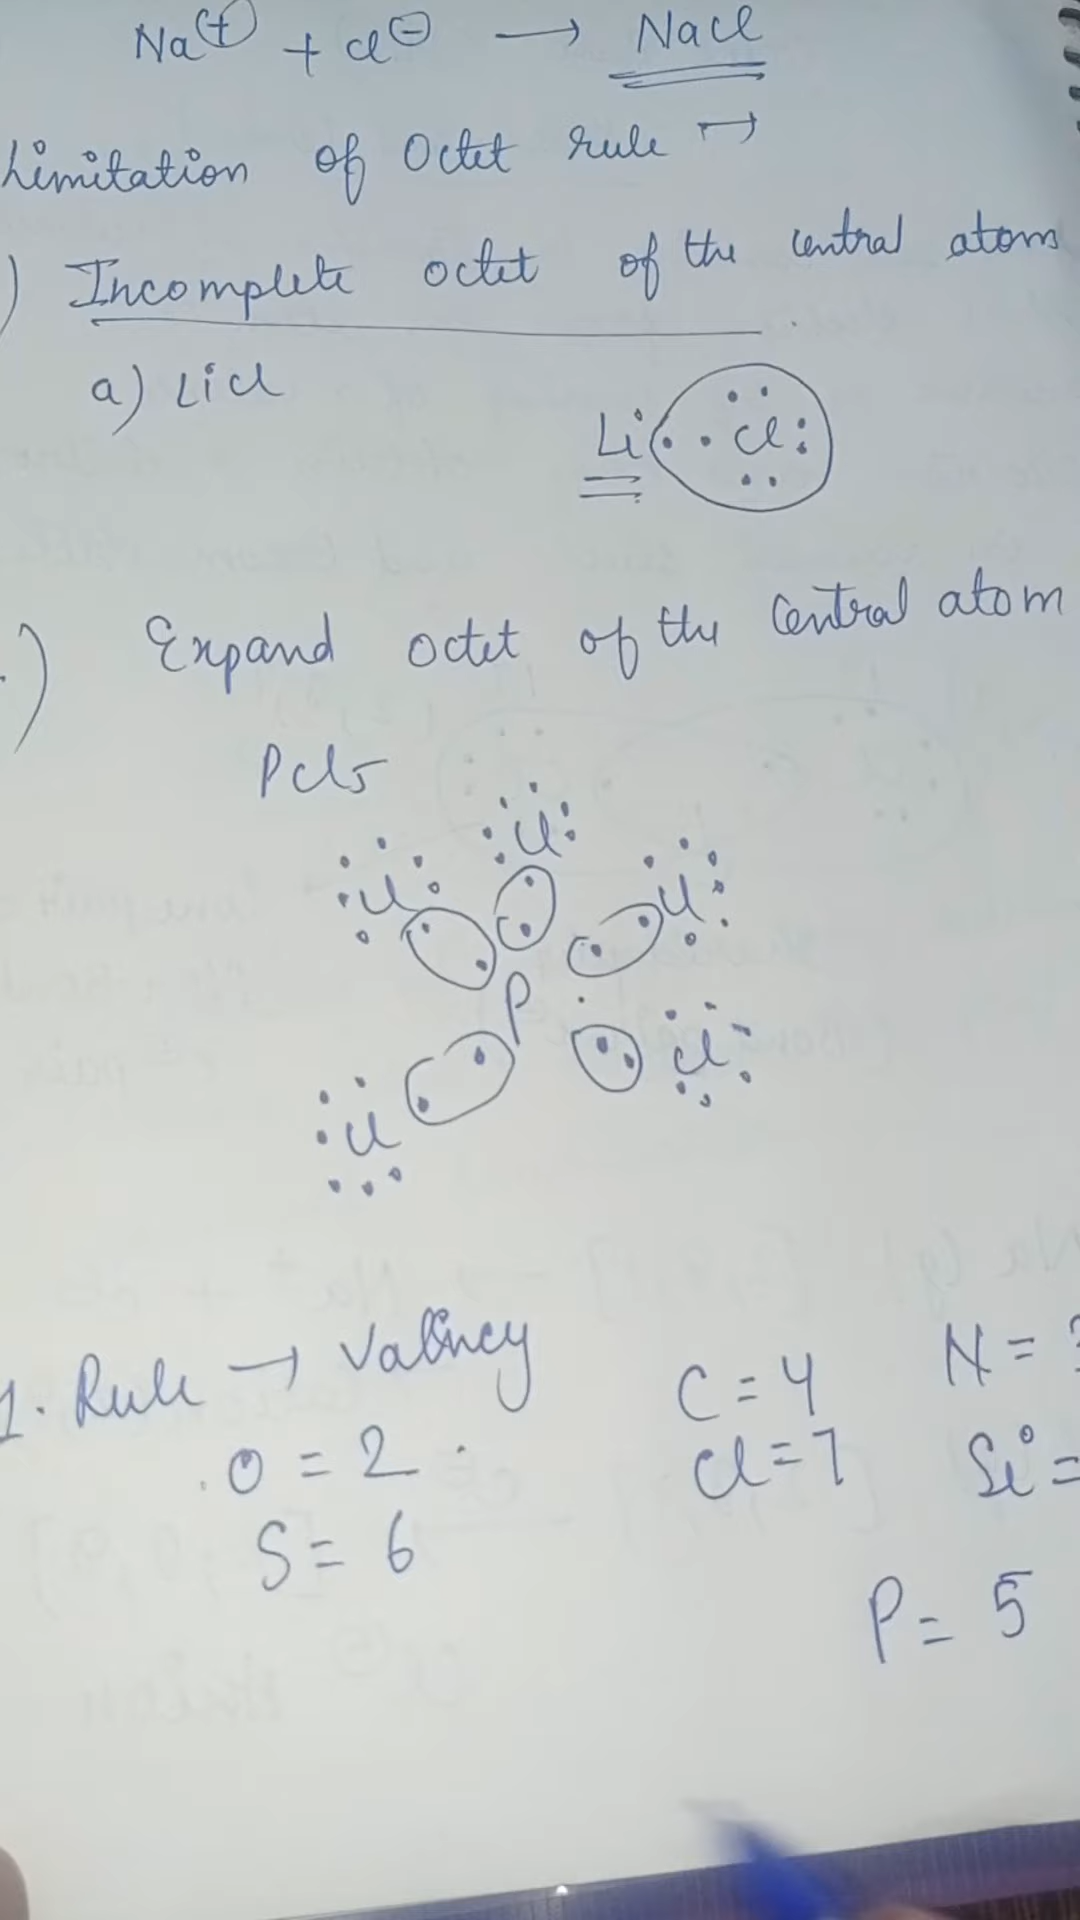 Na⊕ + Cl⊖ → NaCl
Limitation of Octet rule →
) Incomplete octet of the central atom
a) LiCl
Li Cl
.) Expand octet of the central atom
PCl5
Cl
Cl Cl
P
Cl
Cl
1. Rule → Valency
O = 2 C = 4 N =
S = 6 Cl = 7 Si =
P = 5